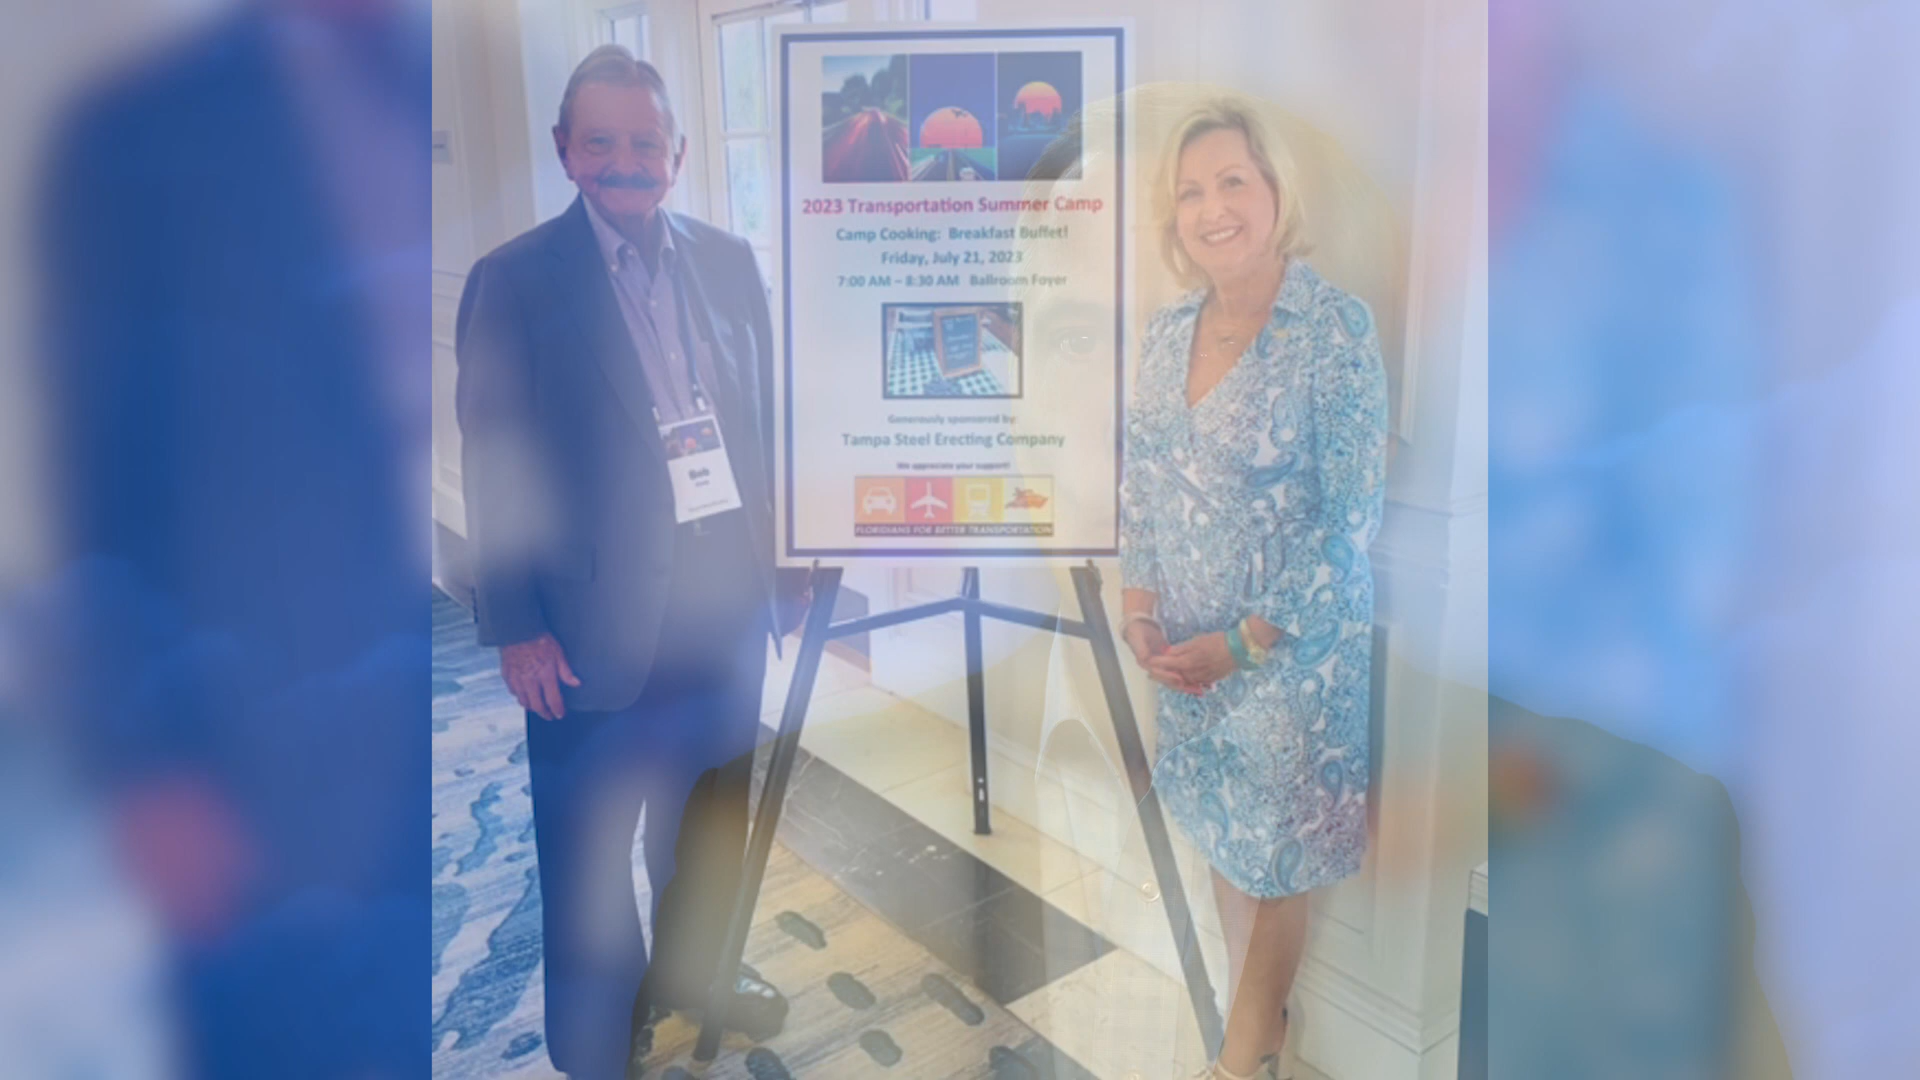 2023 Transportation Summer Camp
Camp Cooking: Breakfast Buffet!
Friday, July 21, 2023
7:00 AM – 8:30 AM Ballroom Foyer
Generously sponsored by:
Tampa Steel Erecting Company
We appreciate your support!
FLORIDIANS FOR BETTER TRANSPORTATION
Bob